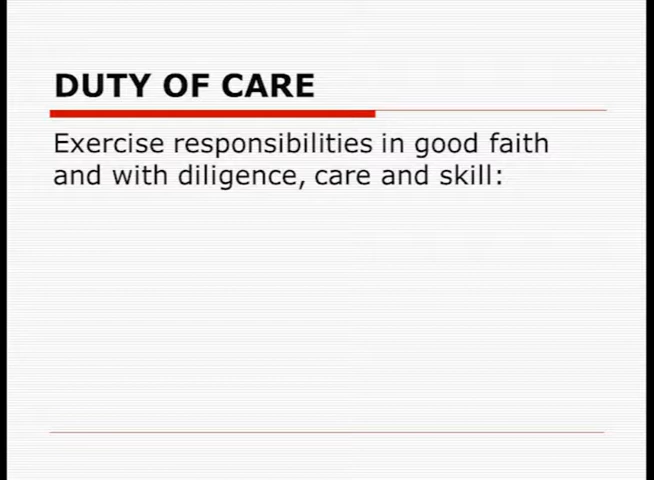 DUTY OF CARE
Exercise responsibilities in good faith
and with diligence, care and skill: